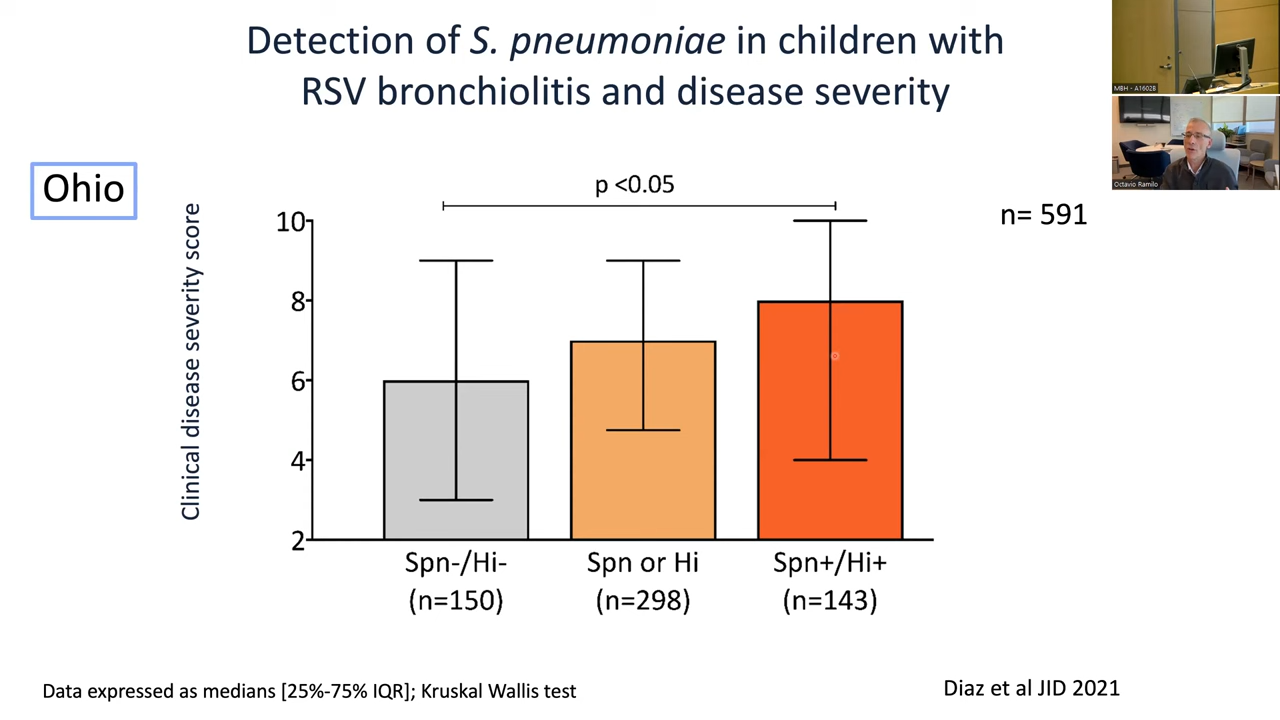 Detection of S. pneumoniae in children with
RSV bronchiolitis and disease severity
MBH - A16028
Octavio Ramilo
Ohio
p <0.05
n= 591
Clinical disease severity score
10
8
6
4
2
Spn-/Hi-
(n=150)
Spn or Hi
(n=298)
Spn+/Hi+
(n=143)
Data expressed as medians [25%-75% IQR]; Kruskal Wallis test
Diaz et al JID 2021